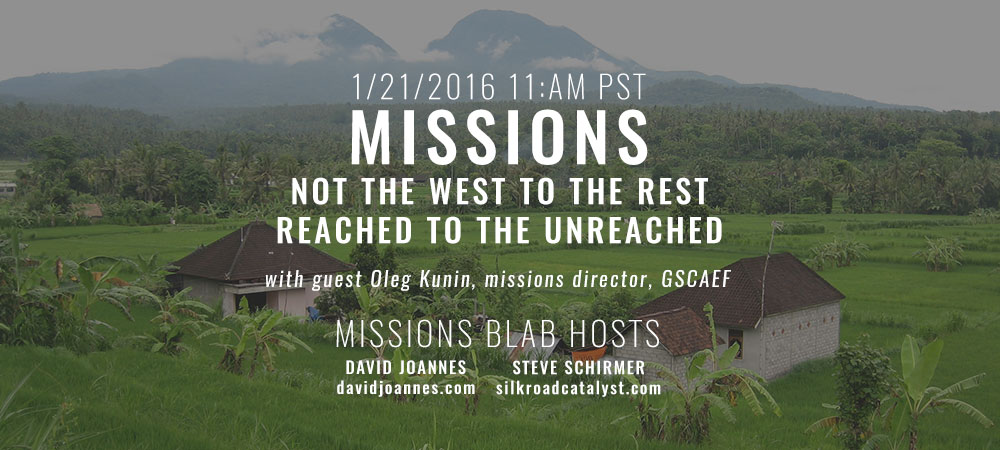 1/21/2016 11:AM PST
MISSIONS
NOT THE WEST TO THE REST
REACHED TO THE UNREACHED
with guest Oleg Kunin, missions director, GSCAEF
MISSIONS BLAB HOSTS
DAVID JOANNES STEVE SCHIRMER
davidjoannes.com silkroadcatalyst.com